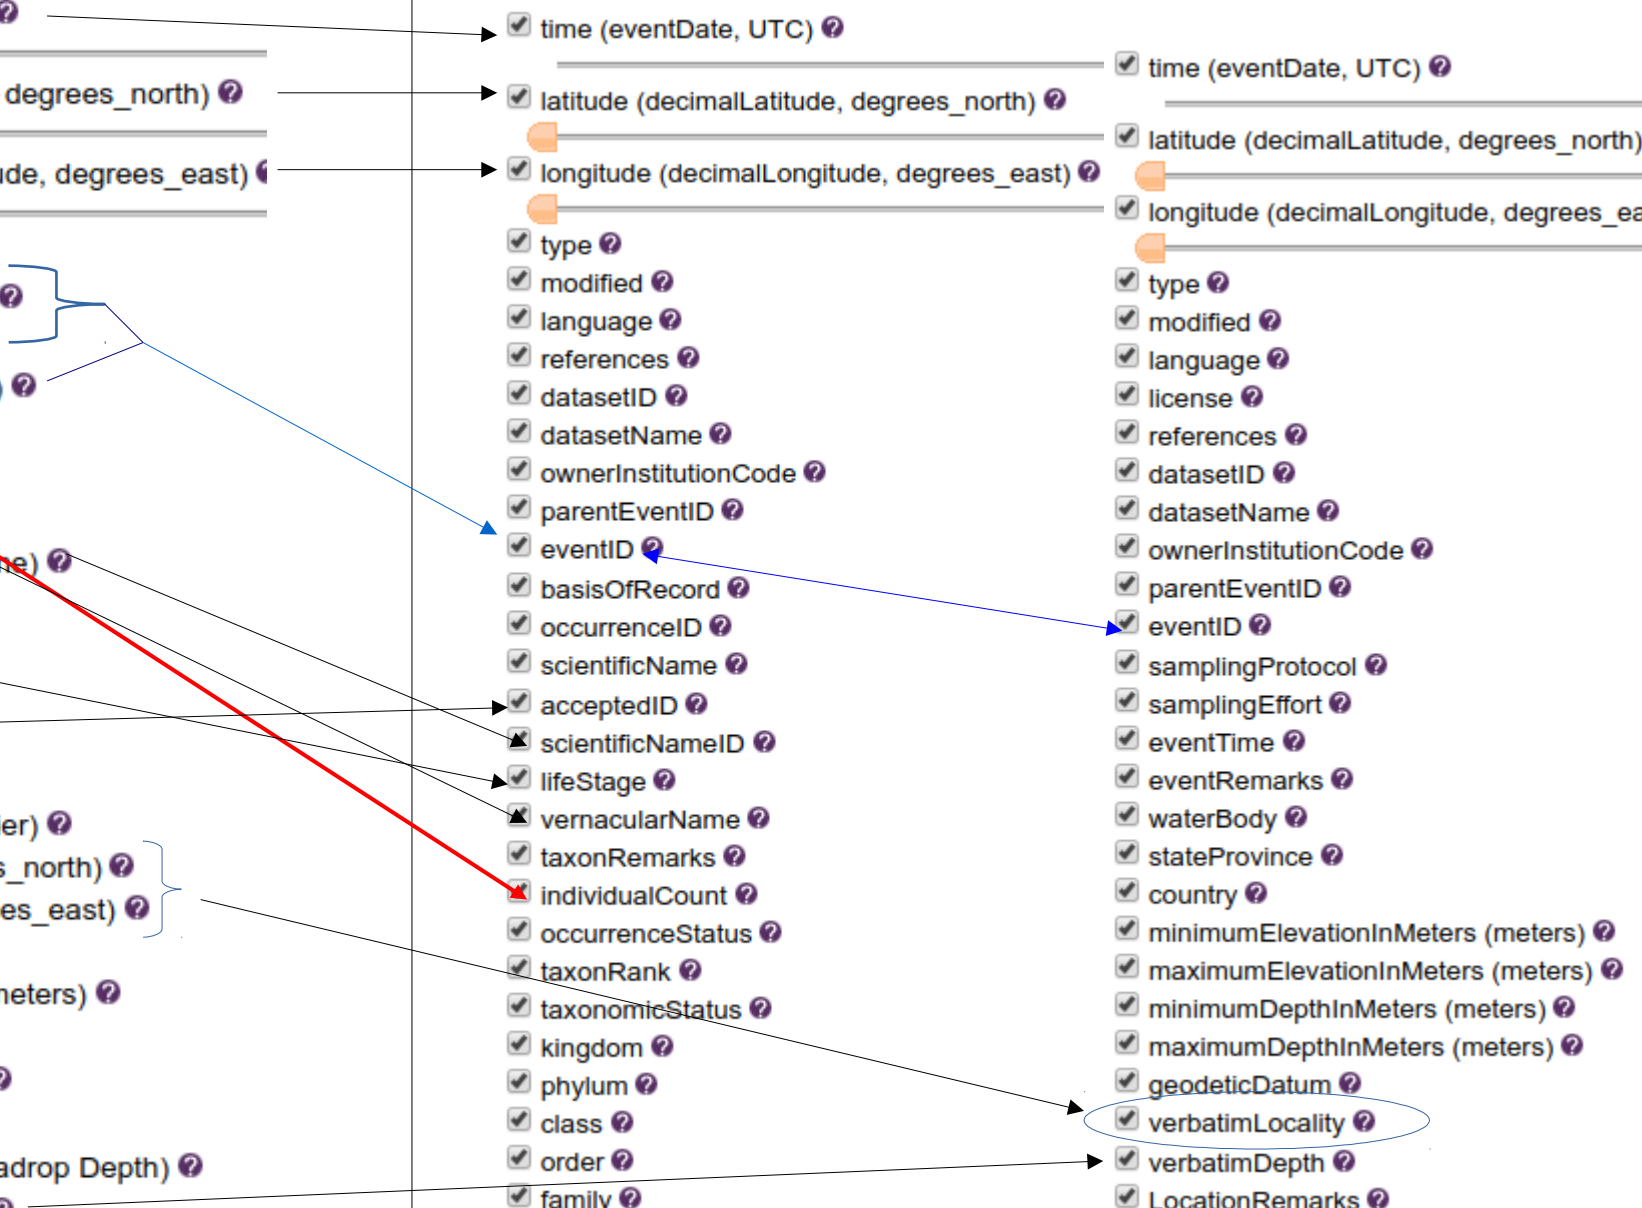 degrees_north)
ude, degrees_east)
ne)
ier)
s_north)
es_east)
neters)
adrop Depth)
time (eventDate, UTC)
latitude (decimalLatitude, degrees_north)
longitude (decimalLongitude, degrees_east)
type
modified
language
references
datasetID
datasetName
ownerInstitutionCode
parentEventID
eventID
basisOfRecord
occurrenceID
scientificName
acceptedID
scientificNameID
lifeStage
vernacularName
taxonRemarks
individualCount
occurrenceStatus
taxonRank
taxonomicStatus
kingdom
phylum
class
order
family
time (eventDate, UTC)
latitude (decimalLatitude, degrees_north)
longitude (decimalLongitude, degrees_ea
type
modified
language
license
references
datasetID
datasetName
ownerInstitutionCode
parentEventID
eventID
samplingProtocol
samplingEffort
eventTime
eventRemarks
waterBody
stateProvince
country
minimumElevationInMeters (meters)
maximumElevationInMeters (meters)
minimumDepthInMeters (meters)
maximumDepthInMeters (meters)
geodeticDatum
verbatimLocality
verbatimDepth
LocationRemarks